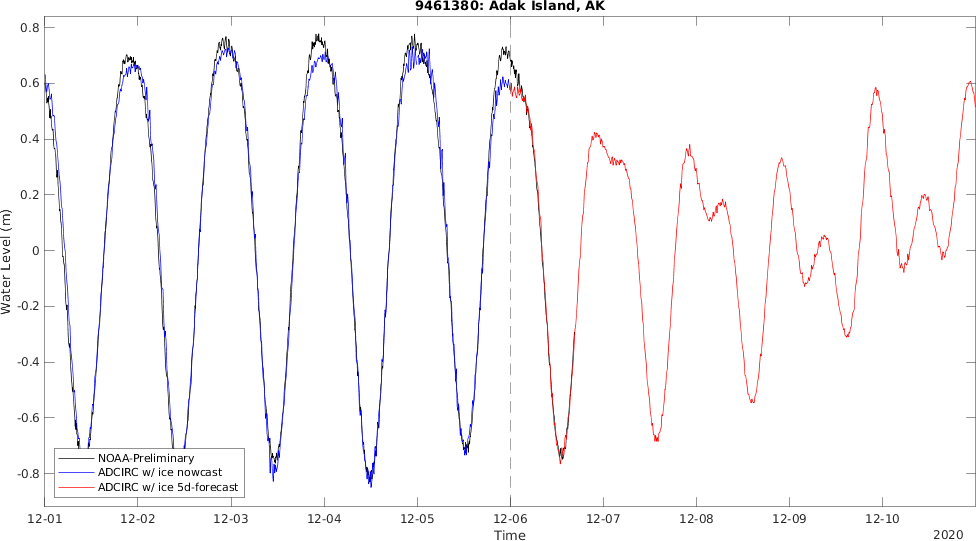 9461380: Adak Island, AK
0.8
0.6
0.4
0.2
0
-0.2
-0.4
-0.6
-0.8
Water Level (m)
NOAA-Preliminary
ADCIRC w/ ice nowcast
ADCIRC w/ ice 5d-forecast
12-01 12-02 12-03 12-04 12-05 12-06 12-07 12-08 12-09 12-10
Time
2020